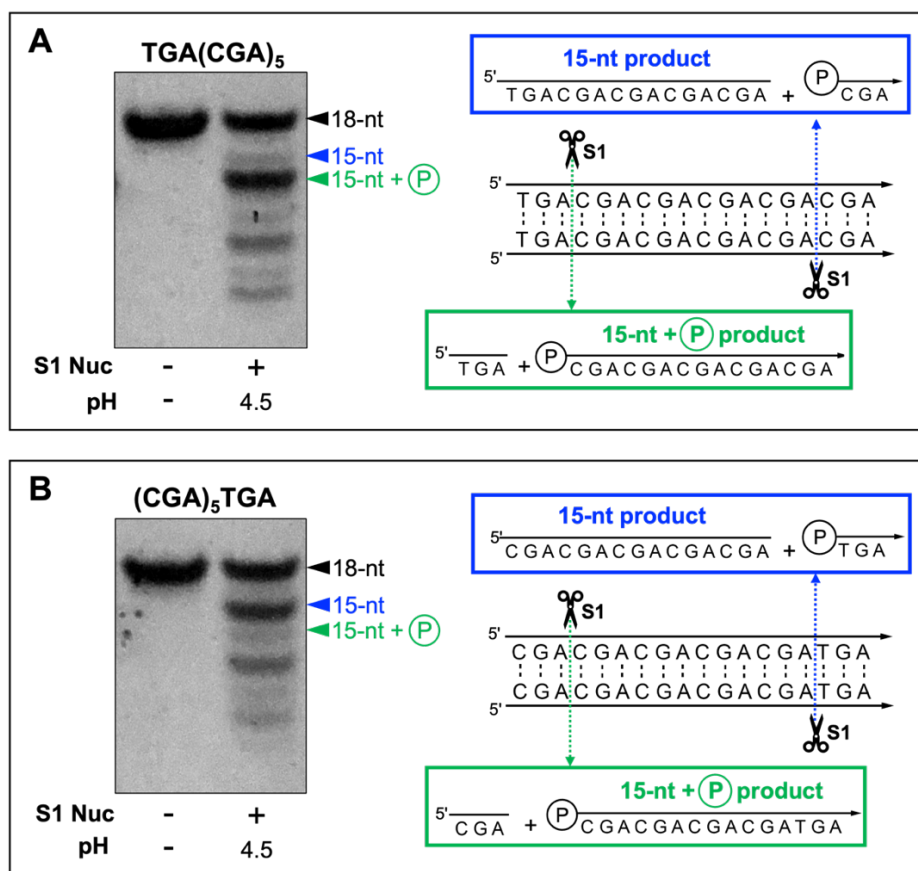 A
TGA(CGA)5
18-nt
15-nt
15-nt + P
S1 Nuc - +
pH - 4.5
15-nt product
5' TGACGACGACGACGA + P CGA
S1
5'
TGACGACGACGACGACGA
TGACGACGACGACGACGA
5'
S1
15-nt + P product
5' TGA + P CGACGACGACGACGA
B
(CGA)5TGA
18-nt
15-nt
15-nt + P
S1 Nuc - +
pH - 4.5
15-nt product
5' CGACGACGACGACGA + P TGA
S1
5'
CGACGACGACGACGATGA
CGACGACGACGACGATGA
5'
S1
15-nt + P product
5' CGA + P CGACGACGACGATGA